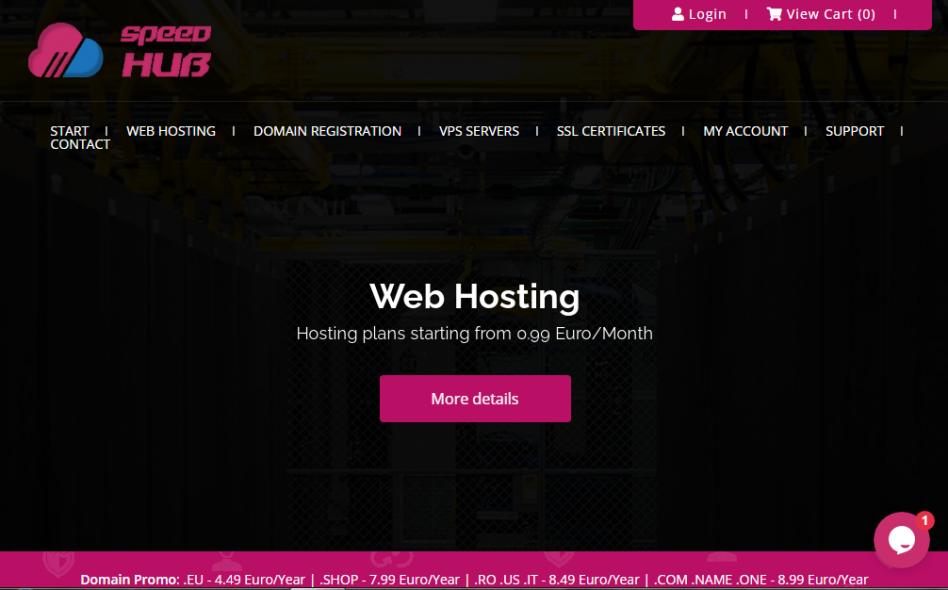 Login | View Cart (0) |
SPEED
HUB
START | WEB HOSTING | DOMAIN REGISTRATION | VPS SERVERS | SSL CERTIFICATES | MY ACCOUNT | SUPPORT |
CONTACT
Web Hosting
Hosting plans starting from 0.99 Euro/Month
More details
1
Domain Promo: .EU - 4.49 Euro/Year | .SHOP - 7.99 Euro/Year | .RO .US .IT - 8.49 Euro/Year | .COM .NAME .ONE - 8.99 Euro/Year